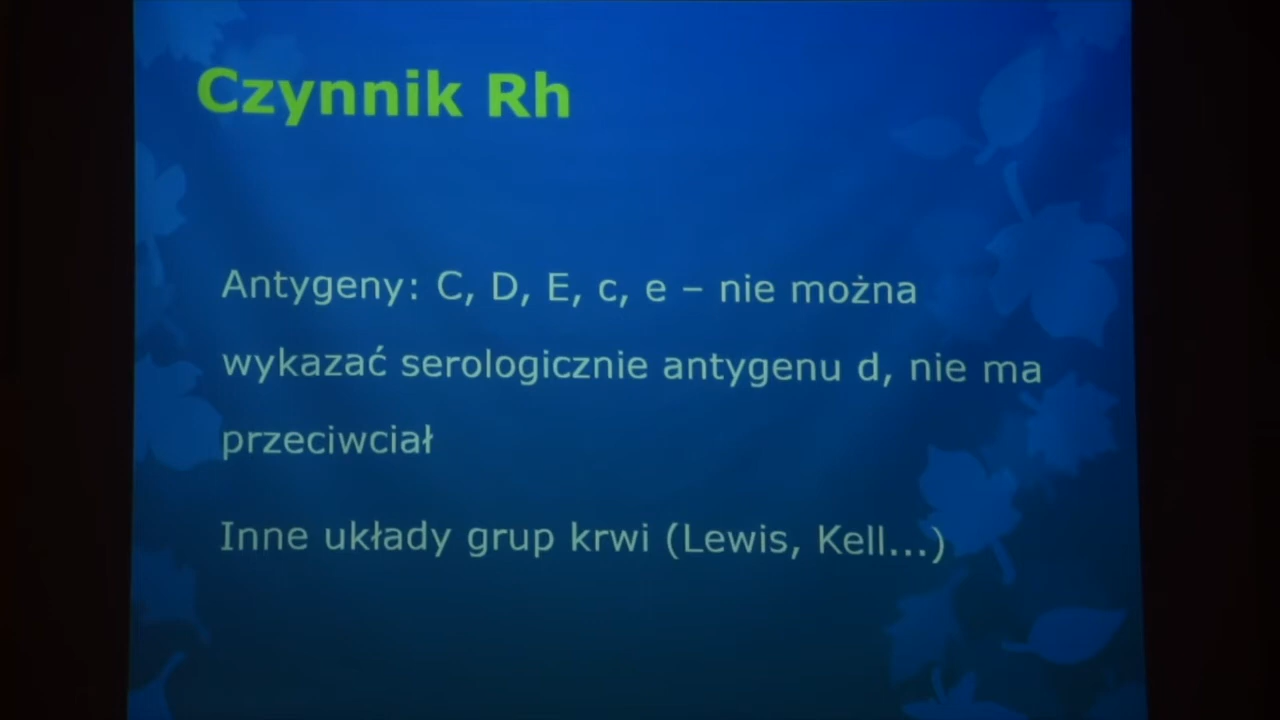 Czynnik Rh
Antygeny: C, D, E, c, e – nie można
wykazać serologicznie antygenu d, nie ma
przeciwciał
Inne układy grup krwi (Lewis, Kell...)